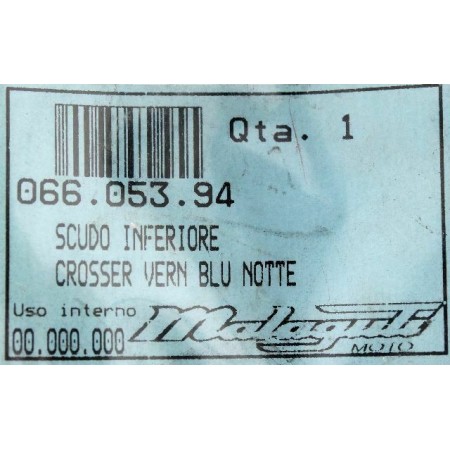 Qta. 1
066.053.94
SCUDO INFERIORE
CROSSER VERN BLU NOTTE
Uso interno
00.000.000
Malaguti
MOTO